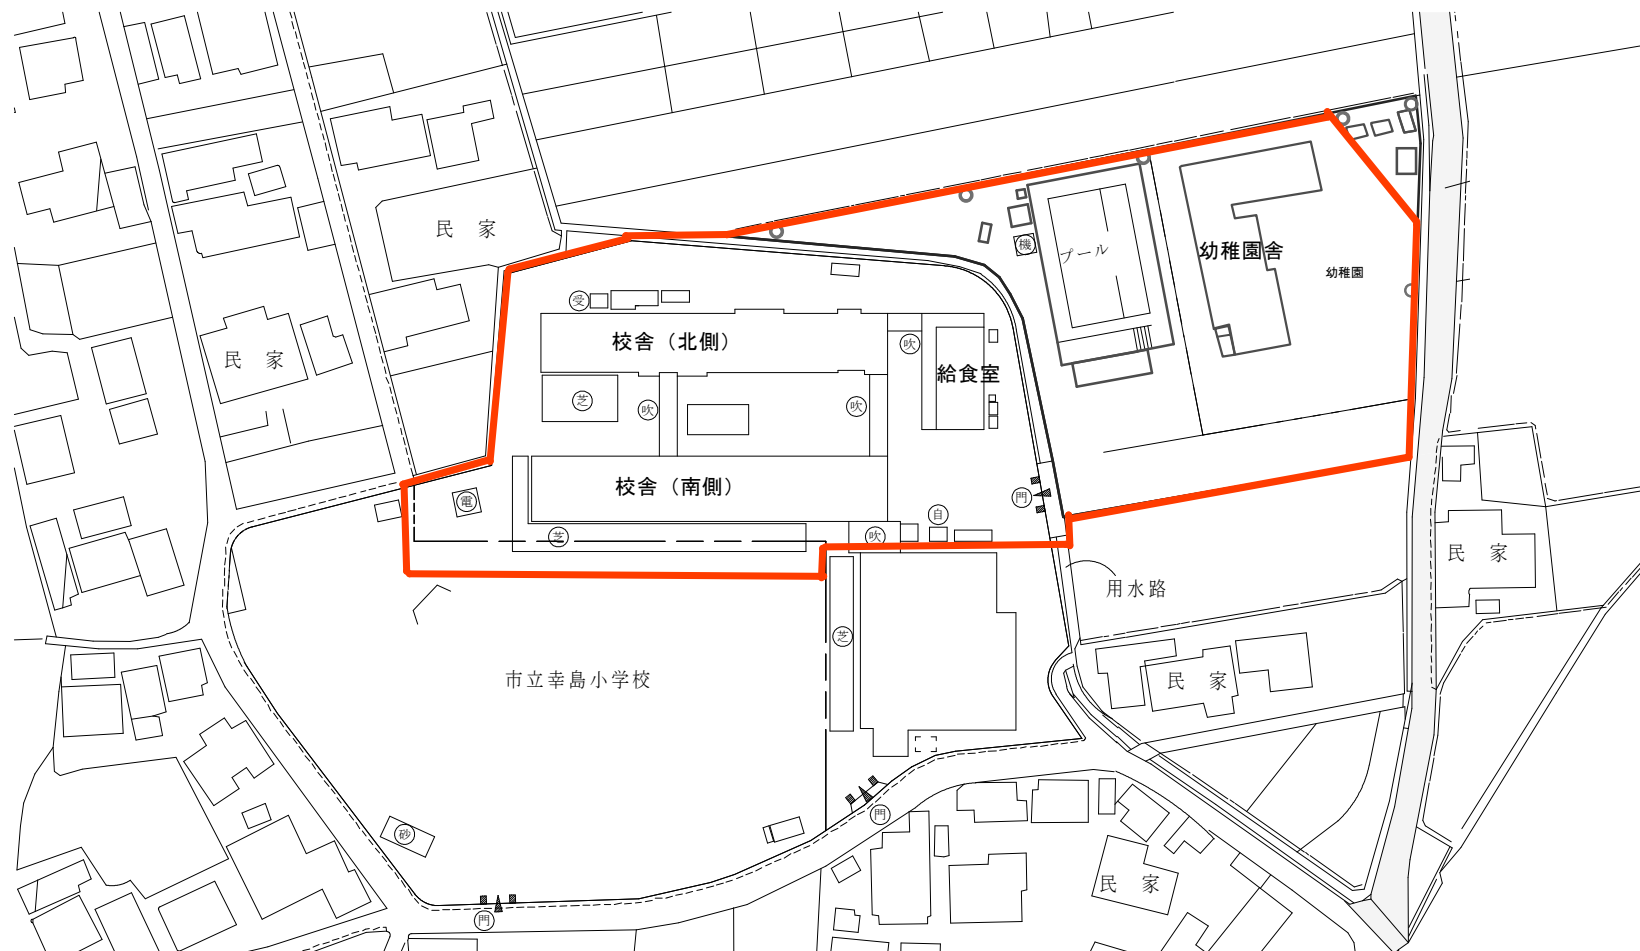 民 家
機
プール
幼稚園舎
幼稚園
受
校舎（北側）
吹
給食室
民 家
芝
吹
吹
校舎（南側）
電
門
自
芝
吹
民 家
用水路
芝
市立幸島小学校
民 家
門
砂
民 家
門